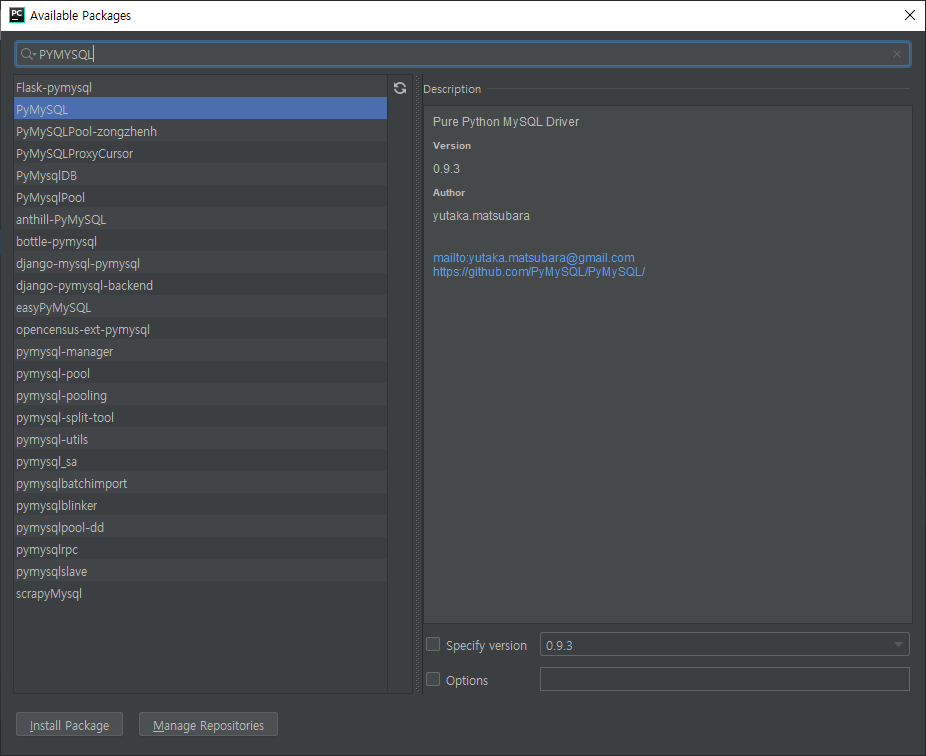 PC Available Packages
PYMYSQL
Flask-pymysql
PyMySQL
PyMySQLPool-zongzhenh
PyMySQLProxyCursor
PyMysqlDB
PyMysqlPool
anthill-PyMySQL
bottle-pymysql
django-mysql-pymysql
django-pymysql-backend
easyPyMySQL
opencensus-ext-pymysql
pymysql-manager
pymysql-pool
pymysql-pooling
pymysql-split-tool
pymysql-utils
pymysql_sa
pymysqlbatchimport
pymysqlblinker
pymysqlpool-dd
pymysqlrpc
pymysqlslave
scrapyMysql
Description
Pure Python MySQL Driver
Version
0.9.3
Author
yutaka.matsubara
mailto:yutaka.matsubara@gmail.com
https://github.com/PyMySQL/PyMySQL/
Specify version 0.9.3
Options
Install Package Manage Repositories